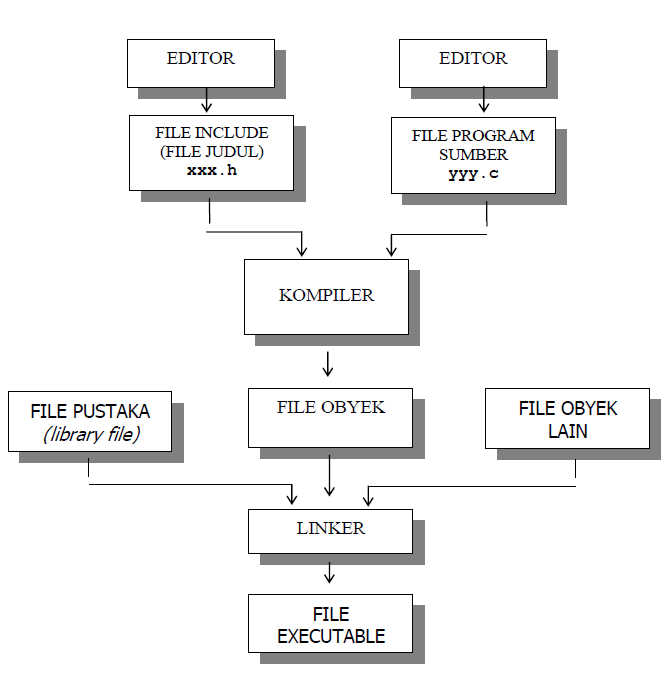 EDITOR
EDITOR
FILE INCLUDE
(FILE JUDUL)
xxx.h
FILE PROGRAM
SUMBER
yyy.c
KOMPILER
FILE PUSTAKA
(library file)
FILE OBYEK
FILE OBYEK
LAIN
LINKER
FILE
EXECUTABLE